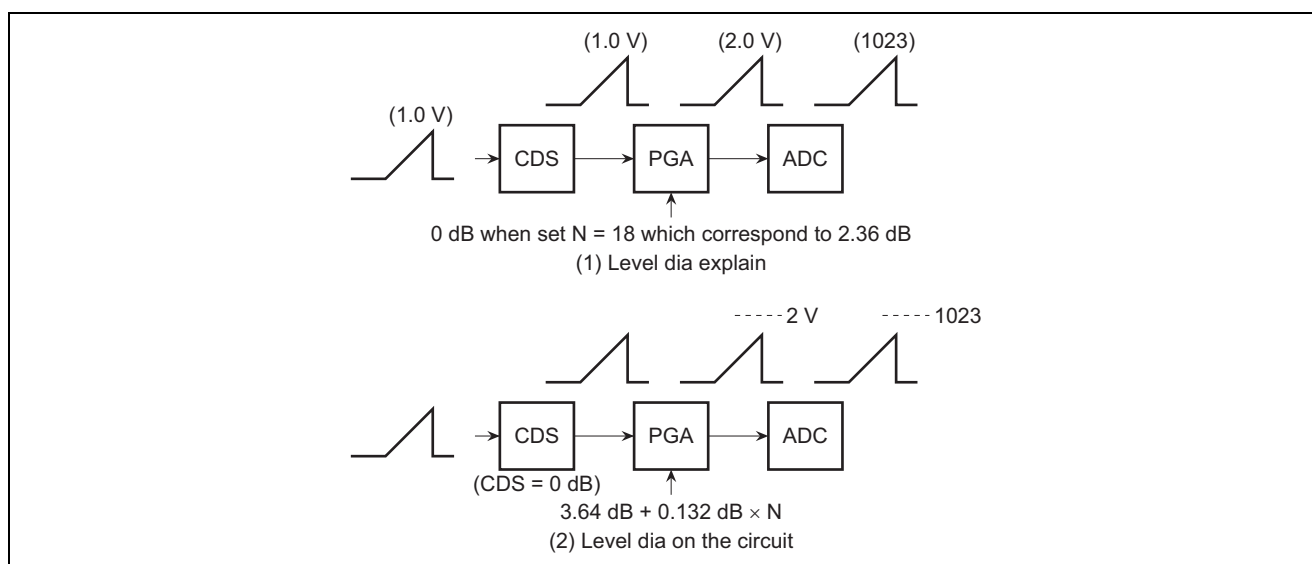 (1.0 V) (2.0 V) (1023)
(1.0 V)
CDS PGA ADC
0 dB when set N = 18 which correspond to 2.36 dB
(1) Level dia explain
2 V 1023
CDS PGA ADC
(CDS = 0 dB)
3.64 dB + 0.132 dB × N
(2) Level dia on the circuit